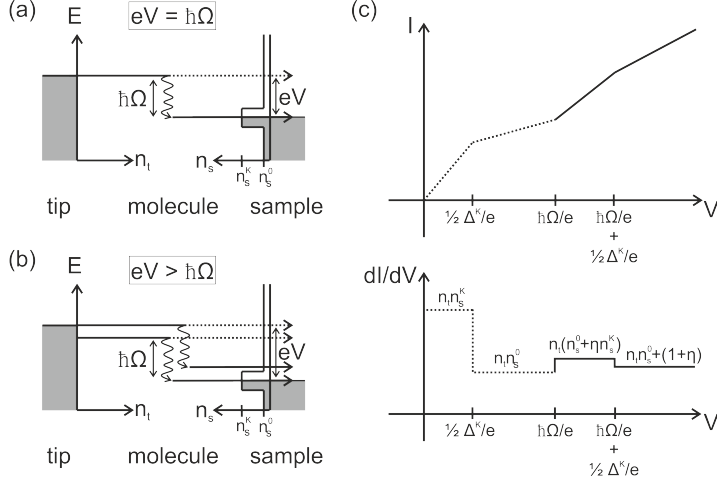 (a)
E
eV = ħΩ
ħΩ
eV
n_t
n_s
n_s^K
n_s^0
tip
molecule
sample
(b)
E
eV > ħΩ
ħΩ
eV
n_t
n_s
n_s^K
n_s^0
tip
molecule
sample
(c)
I
½ Δ^K/e
ħΩ/e
ħΩ/e
+
½ Δ^K/e
V
dI/dV
n_t n_s^K
n_t n_s^0
n_t(n_s^0+ηn_s^K)
n_t n_s^0+(1+η)
½ Δ^K/e
ħΩ/e
ħΩ/e
+
½ Δ^K/e
V